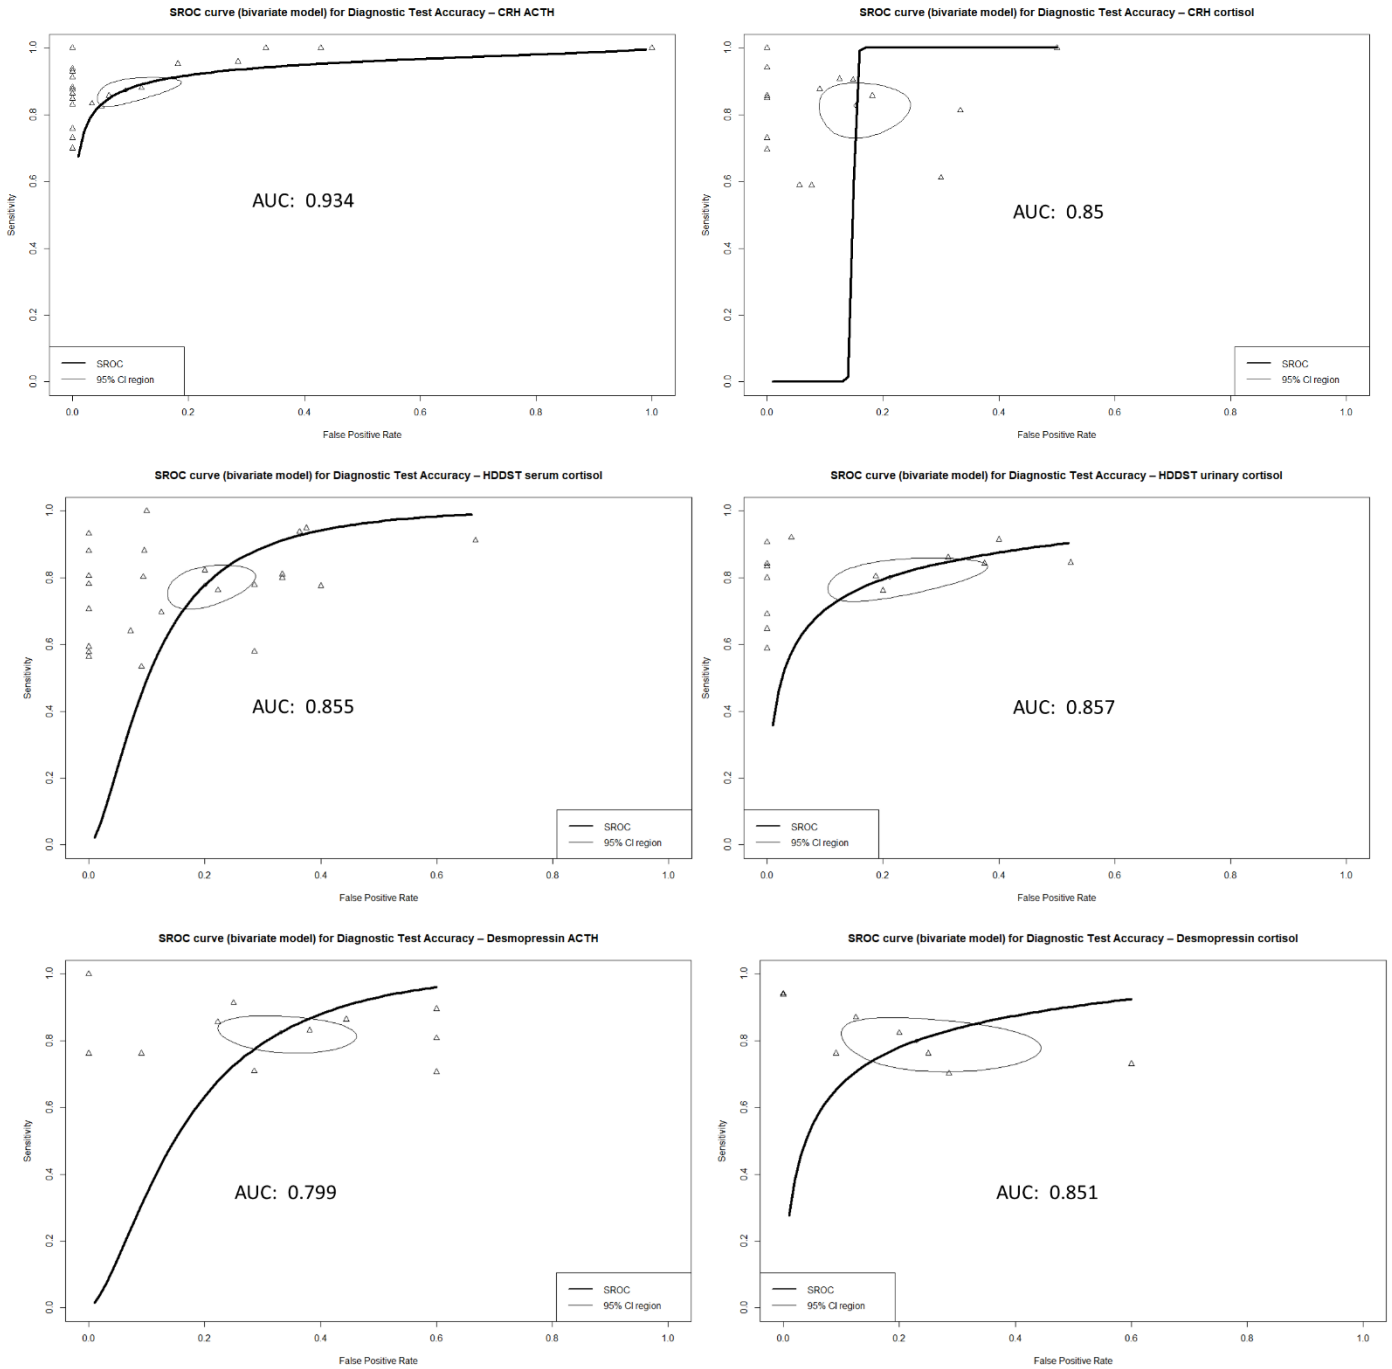 SROC curve (bivariate model) for Diagnostic Test Accuracy – CRH ACTH
Sensitivity
1.0
0.8
0.6
0.4
0.2
0.0
AUC: 0.934
SROC
95% CI region
0.0 0.2 0.4 0.6 0.8 1.0
False Positive Rate
SROC curve (bivariate model) for Diagnostic Test Accuracy – CRH cortisol
Sensitivity
1.0
0.8
0.6
0.4
0.2
0.0
AUC: 0.85
SROC
95% CI region
0.0 0.2 0.4 0.6 0.8 1.0
False Positive Rate
SROC curve (bivariate model) for Diagnostic Test Accuracy – HDDST serum cortisol
Sensitivity
1.0
0.8
0.6
0.4
0.2
0.0
AUC: 0.855
SROC
95% CI region
0.0 0.2 0.4 0.6 0.8 1.0
False Positive Rate
SROC curve (bivariate model) for Diagnostic Test Accuracy – HDDST urinary cortisol
Sensitivity
1.0
0.8
0.6
0.4
0.2
0.0
AUC: 0.857
SROC
95% CI region
0.0 0.2 0.4 0.6 0.8 1.0
False Positive Rate
SROC curve (bivariate model) for Diagnostic Test Accuracy – Desmopressin ACTH
Sensitivity
1.0
0.8
0.6
0.4
0.2
0.0
AUC: 0.799
SROC
95% CI region
0.0 0.2 0.4 0.6 0.8 1.0
False Positive Rate
SROC curve (bivariate model) for Diagnostic Test Accuracy – Desmopressin cortisol
Sensitivity
1.0
0.8
0.6
0.4
0.2
0.0
AUC: 0.851
SROC
95% CI region
0.0 0.2 0.4 0.6 0.8 1.0
False Positive Rate